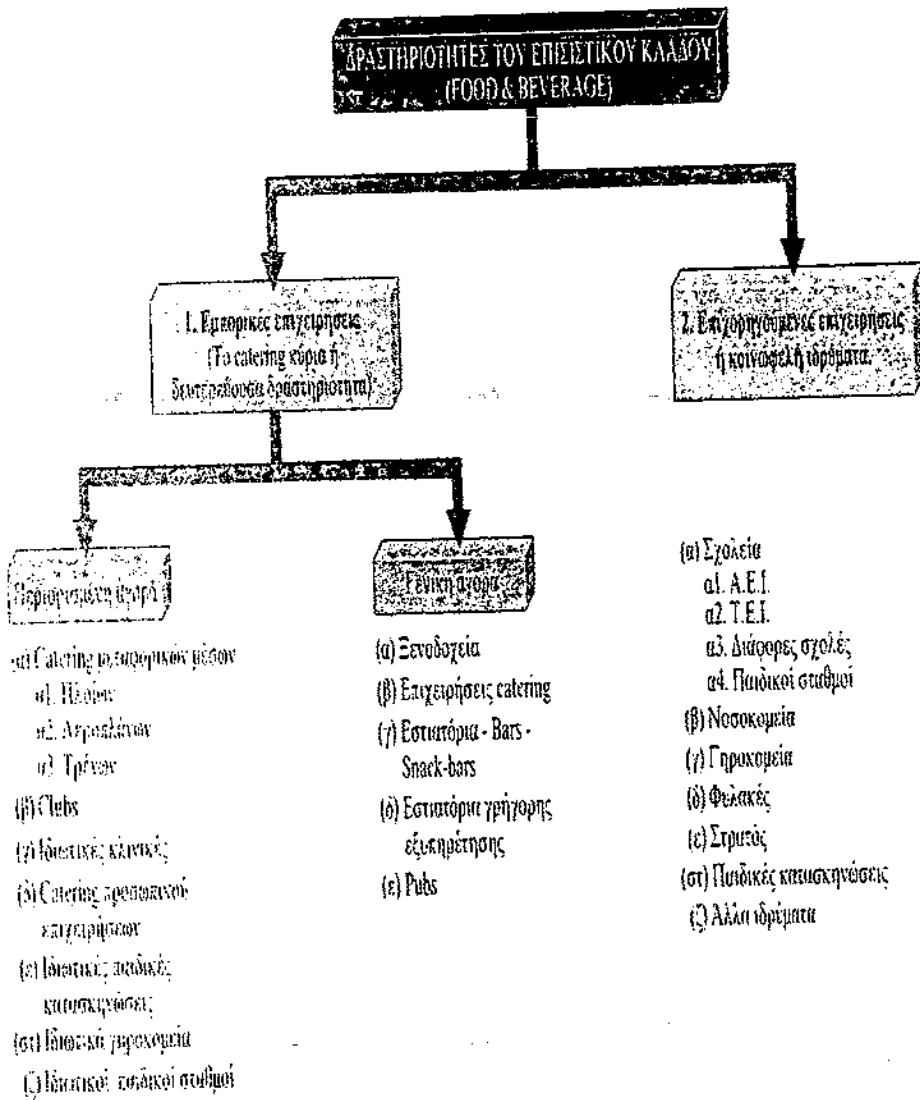 ΔΡΑΣΤΗΡΙΟΤΗΤΕΣ ΤΟΥ ΕΠΙΣΙΣΤΙΚΟΥ ΚΛΑΔΟΥ
(FOOD & BEVERAGE)
1. Εμπορικές επιχειρήσεις
(Το catering κύρια ή
δευτερεύουσα δραστηριότητα)
2. Επιχορηγούμενες επιχειρήσεις
ή κοινωφελή ιδρύματα.
Περιορισμένη αγορά
(α) Catering μεταφορικών μέσων
α1. Πλοίων
α2. Αεροπλάνων
α3. Τρένων
(β) Clubs
(γ) Ιδιωτικές κλινικές
(δ) Catering προσωπικού
επιχειρήσεων
(ε) Ιδιωτικές παιδικές
κατασκηνώσεις
(στ) Ιδιωτικά γηροκομεία
(ζ) Ιδιωτικοί παιδικοί σταθμοί
Γενική αγορά
(α) Ξενοδοχεία
(β) Επιχειρήσεις catering
(γ) Εστιατόρια - Bars -
Snack-bars
(δ) Εστιατόρια γρήγορης
εξυπηρέτησης
(ε) Pubs
(α) Σχολεία
α1. Α.Ε.Ι.
α2. Τ.Ε.Ι.
α3. Διάφορες σχολές
α4. Παιδικοί σταθμοί
(β) Νοσοκομεία
(γ) Γηροκομεία
(δ) Φυλακές
(ε) Στρατός
(στ) Παιδικές κατασκηνώσεις
(ζ) Άλλα ιδρύματα